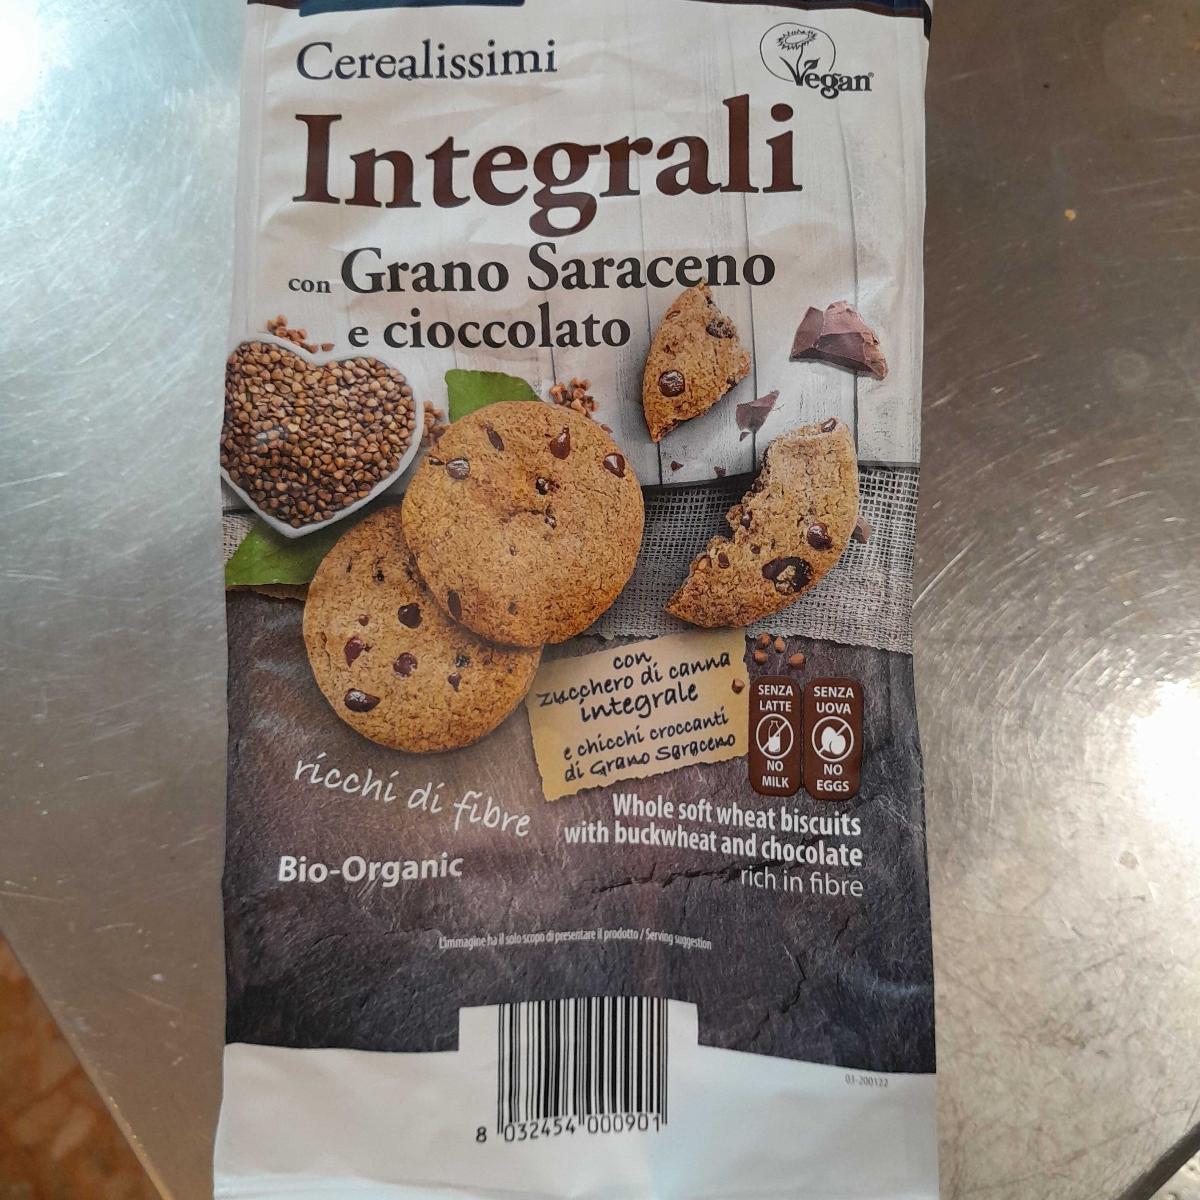 Cerealissimi
Vegan
Integrali
con Grano Saraceno
e cioccolato
con
zucchero di canna
integrale
e chicchi croccanti
di Grano Saraceno
SENZA
LATTE
NO
MILK
SENZA
UOVA
NO
EGGS
ricchi di fibre
Whole soft wheat biscuits
with buckwheat and chocolate
rich in fibre
Bio-Organic
L'immagine ha il solo scopo di presentare il prodotto / Serving suggestion
03-200122
8 032454 000901